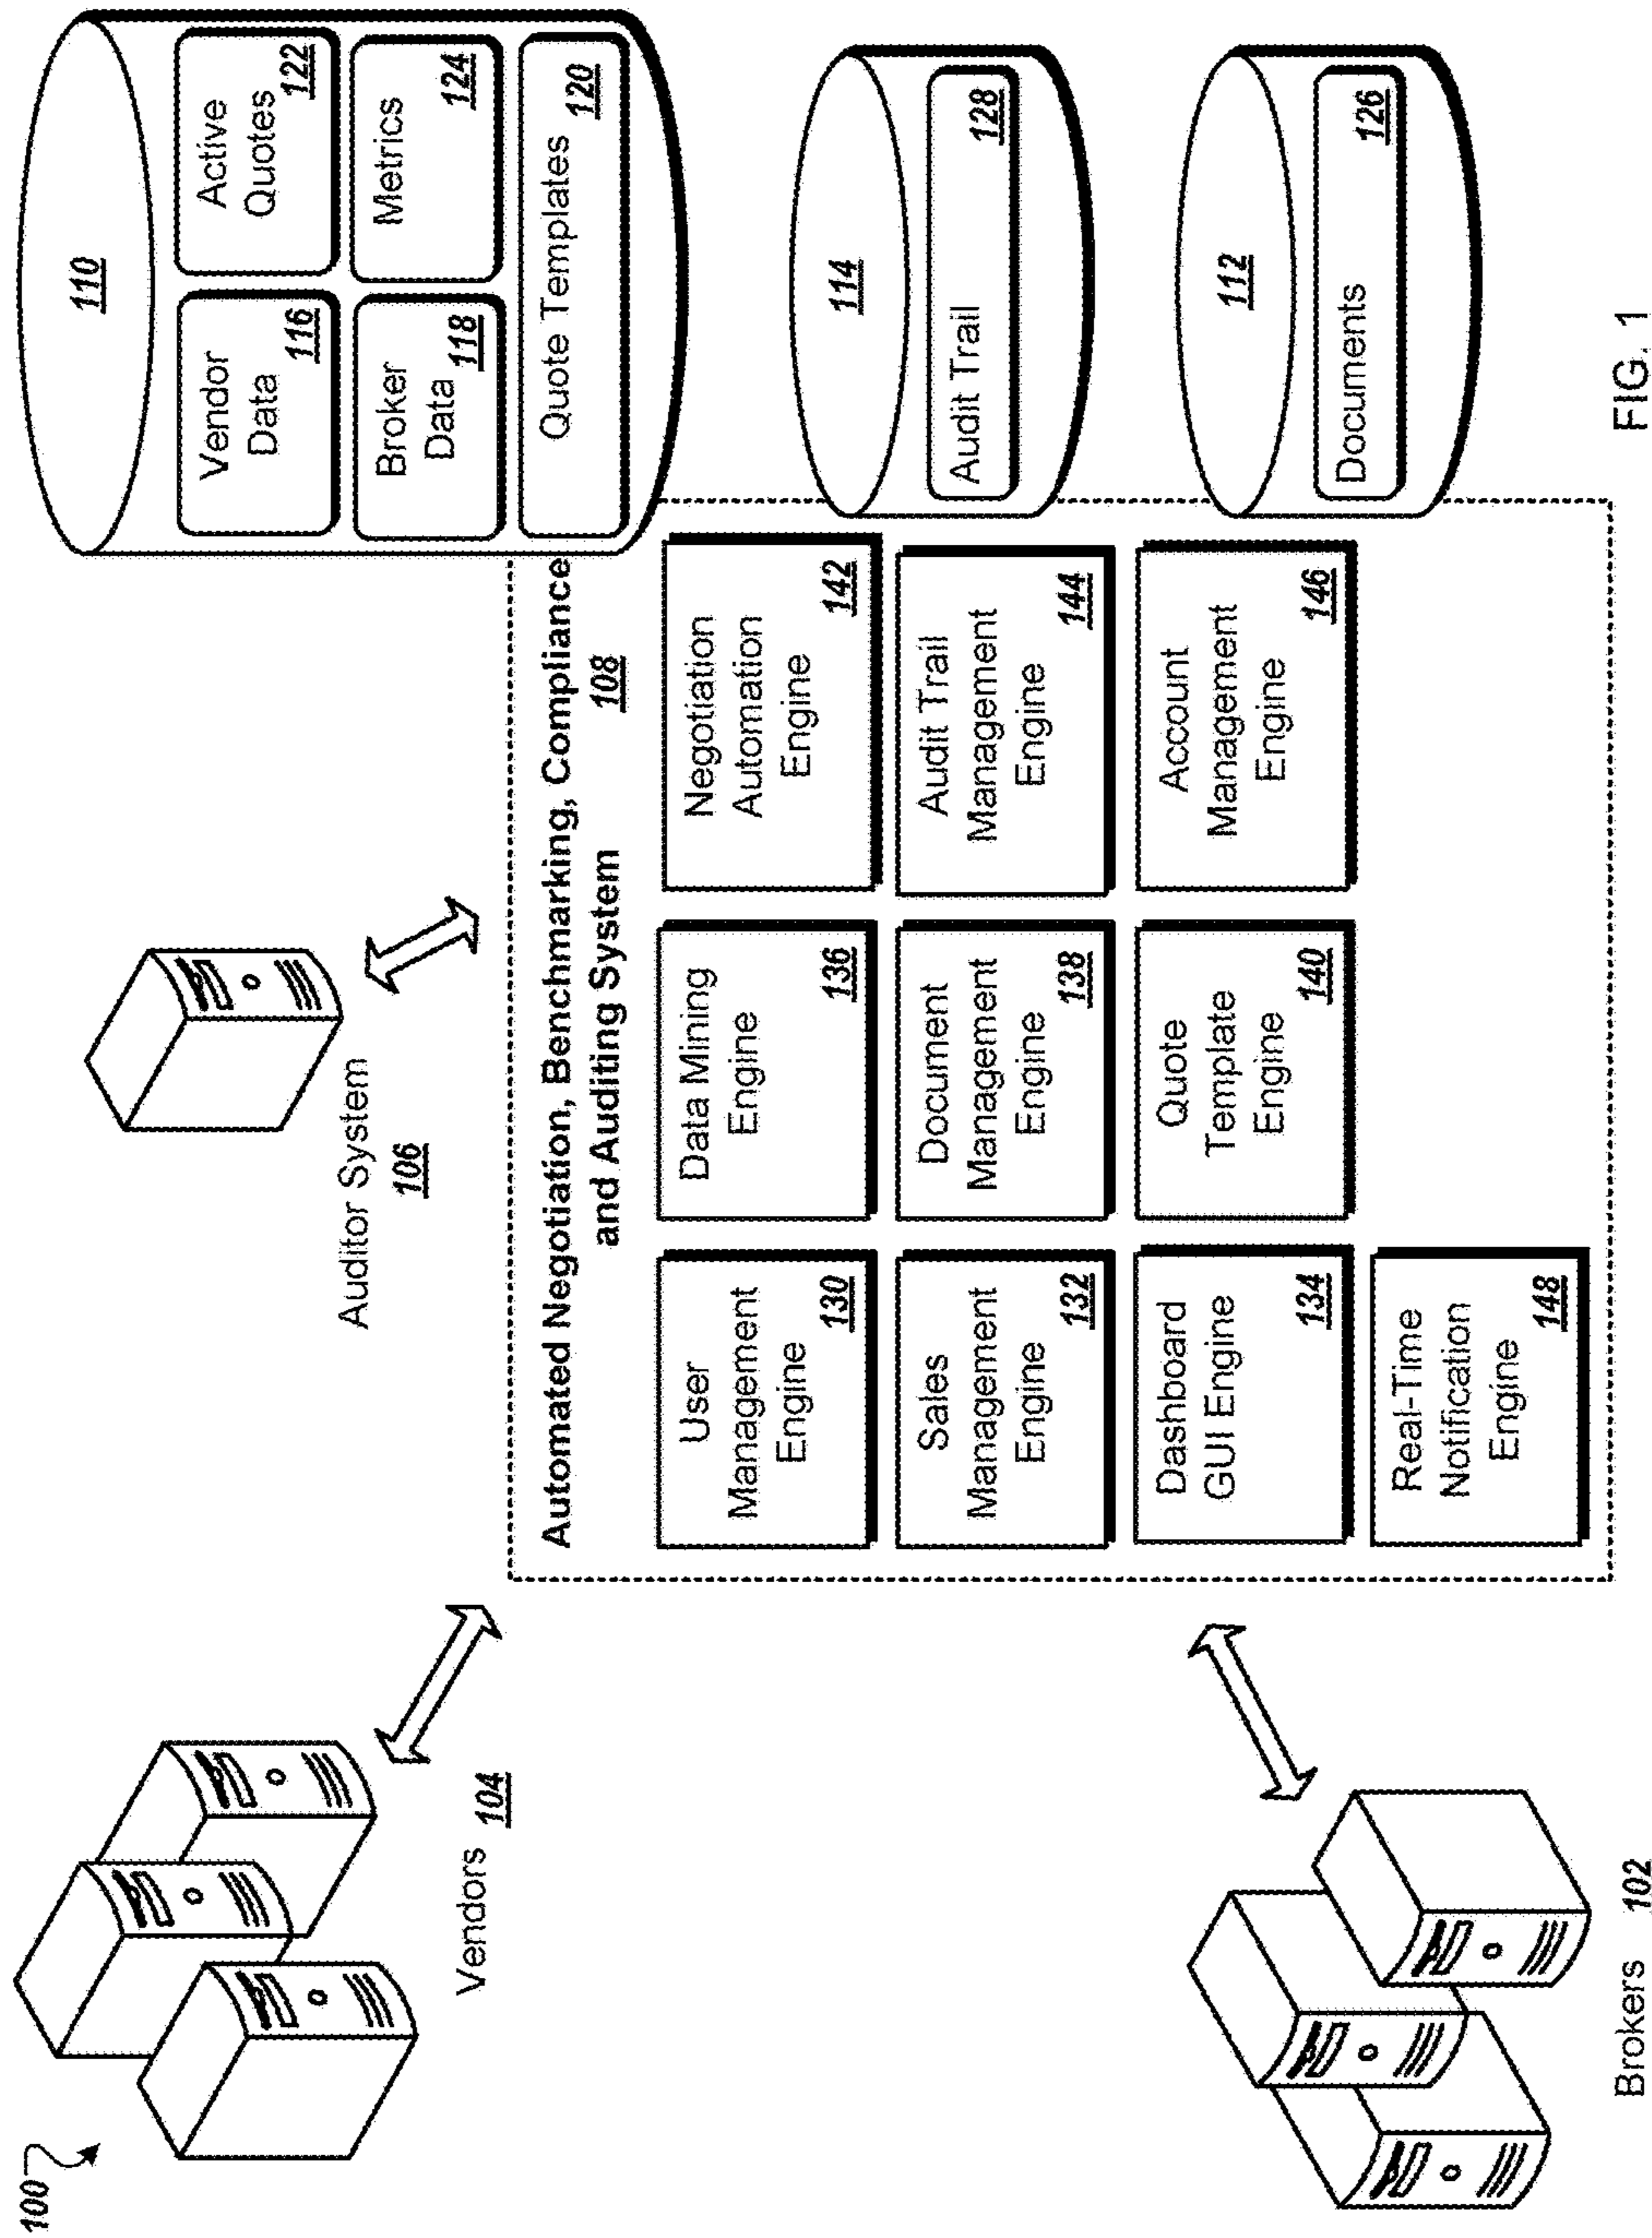 100
Vendors 104
Auditor System
106
110
Vendor
Data
116
Active
Quotes
122
Broker
Data
118
Metrics
124
Quote Templates
120
Automated Negotiation, Benchmarking, Compliance
and Auditing System
108
User
Management
Engine
130
Data Mining
Engine
136
Negotiation
Automation
Engine
142
Sales
Management
Engine
132
Document
Management
Engine
138
Audit Trail
Management
Engine
144
Dashboard
GUI Engine
134
Quote
Template
Engine
140
Account
Management
Engine
146
Real-Time
Notification
Engine
148
114
Audit Trail
128
112
Documents
126
Brokers 102
FIG. 1